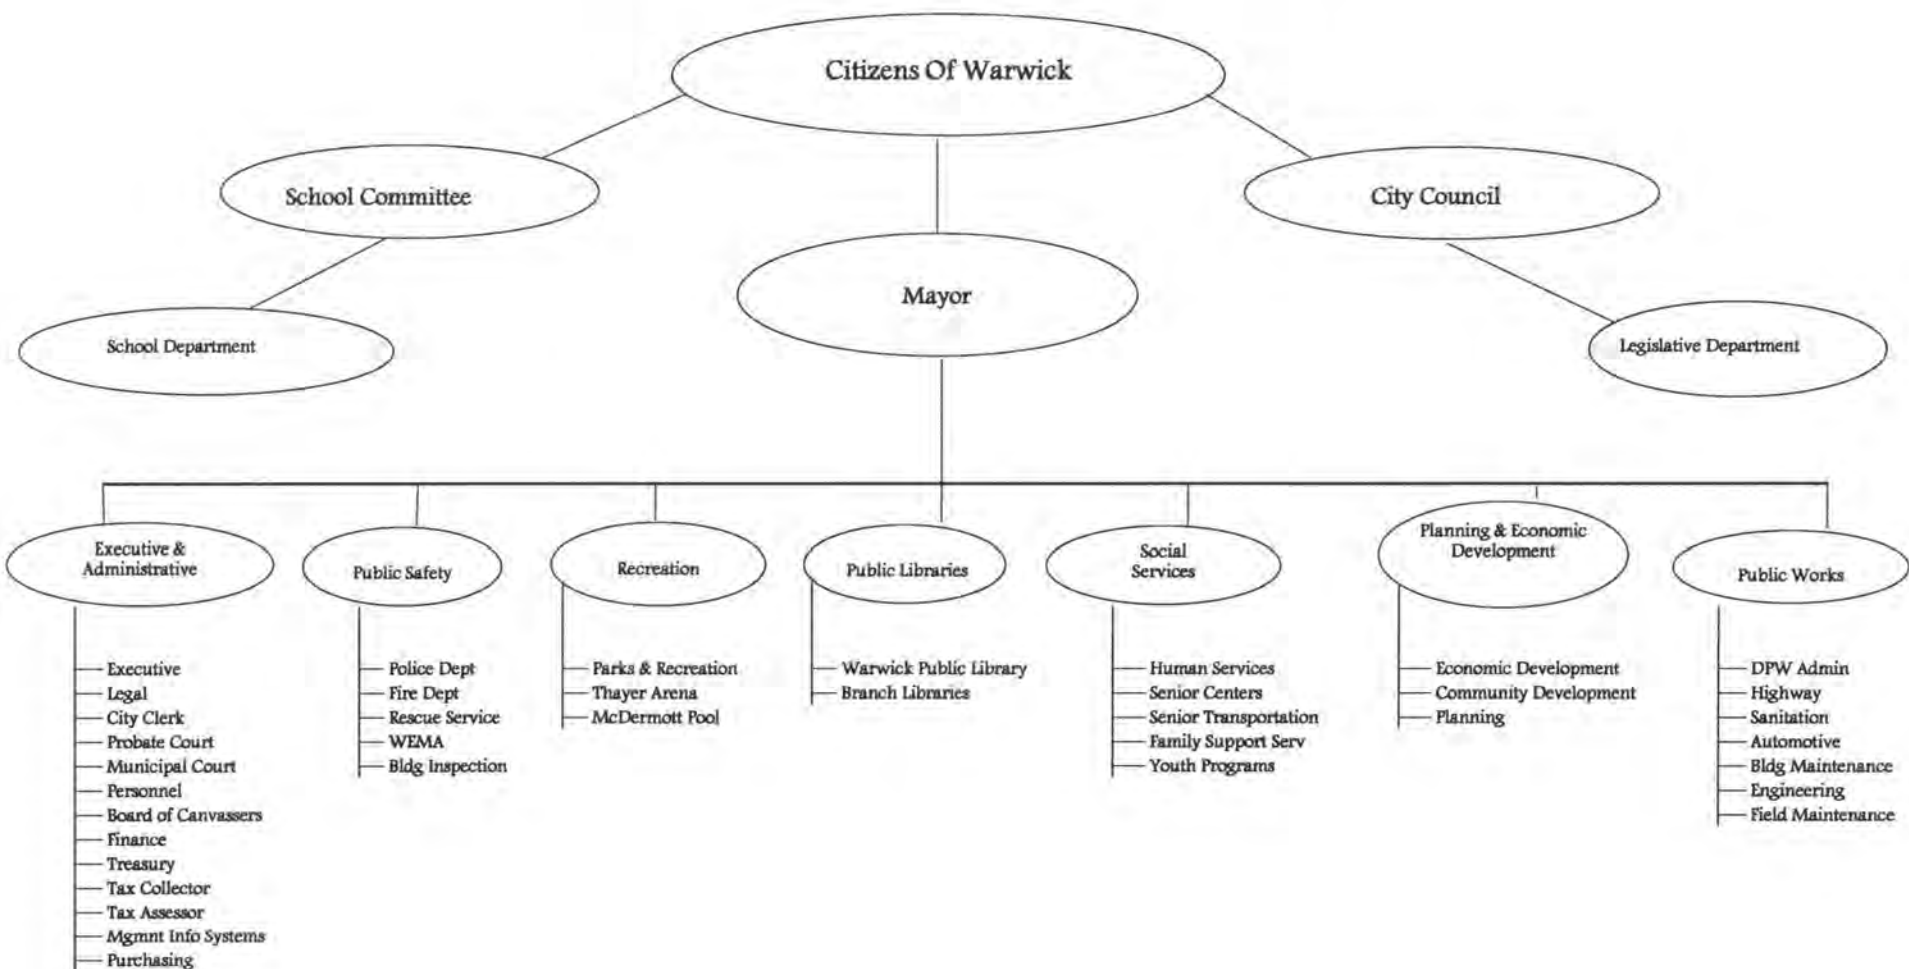 Citizens Of Warwick
School Committee
City Council
Mayor
School Department
Legislative Department
Executive &
Administrative
Public Safety
Recreation
Public Libraries
Social
Services
Planning & Economic
Development
Public Works
Executive
Legal
City Clerk
Probate Court
Municipal Court
Personnel
Board of Canvassers
Finance
Treasury
Tax Collector
Tax Assessor
Mgmnt Info Systems
Purchasing
Police Dept
Fire Dept
Rescue Service
WEMA
Bldg Inspection
Parks & Recreation
Thayer Arena
McDermott Pool
Warwick Public Library
Branch Libraries
Human Services
Senior Centers
Senior Transportation
Family Support Serv
Youth Programs
Economic Development
Community Development
Planning
DPW Admin
Highway
Sanitation
Automotive
Bldg Maintenance
Engineering
Field Maintenance